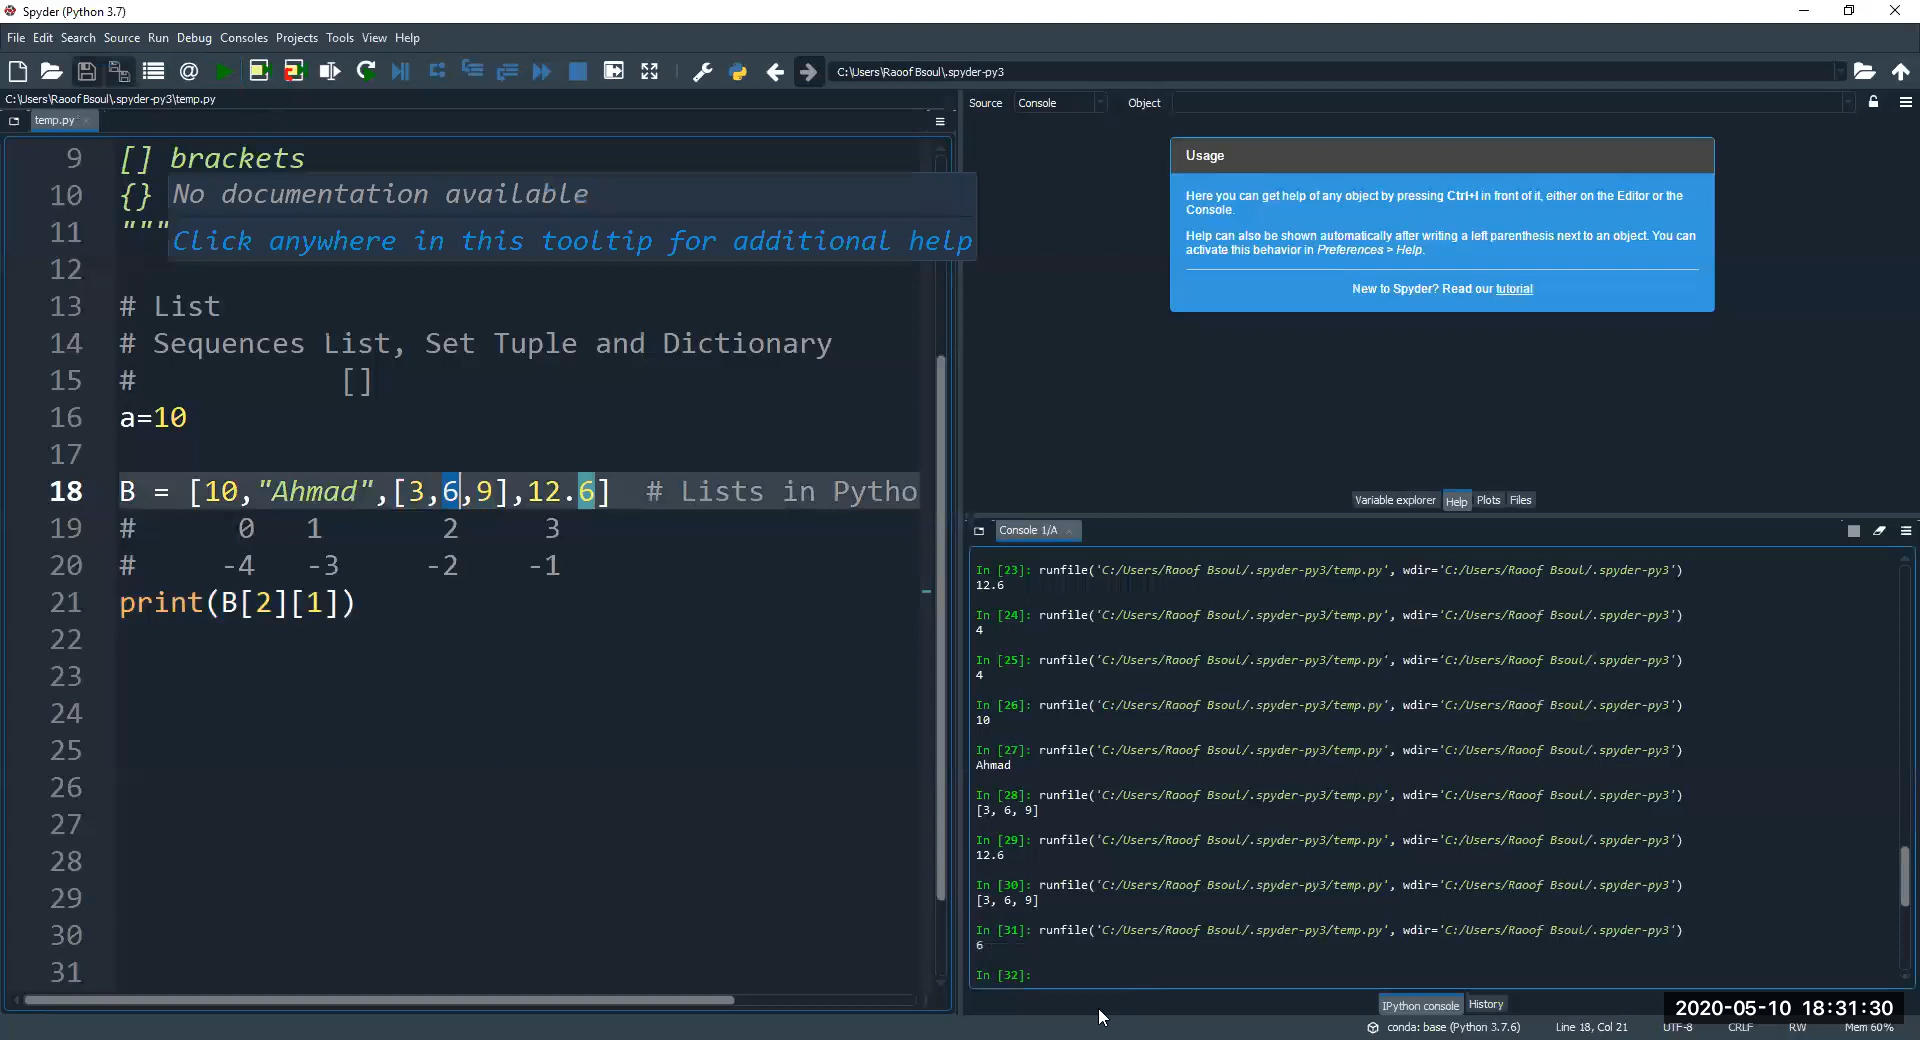 Spyder (Python 3.7)
File Edit Search Source Run Debug Consoles Projects Tools View Help
C:\Users\Raoof Bsoul\.spyder-py3
C:\Users\Raoof Bsoul\.spyder-py3\temp.py
temp.py*
9 [] brackets
10 {}
No documentation available
11 """
Click anywhere in this tooltip for additional help
12
13 # List
14 # Sequences List, Set Tuple and Dictionary
15 # []
16 a=10
17
18 B = [10,"Ahmad",[3,6,9],12.6] # Lists in Pytho
19 # 0 1 2 3
20 # -4 -3 -2 -1
21 print(B[2][1])
22
23
24
25
26
27
28
29
30
31
Source Console Object
Usage
Here you can get help of any object by pressing Ctrl+I in front of it, either on the Editor or the
Console.
Help can also be shown automatically after writing a left parenthesis next to an object. You can
activate this behavior in Preferences > Help.
New to Spyder? Read our tutorial
Variable explorer Help Plots Files
Console 1/A
In [23]: runfile('C:/Users/Raoof Bsoul/.spyder-py3/temp.py', wdir='C:/Users/Raoof Bsoul/.spyder-py3')
12.6
In [24]: runfile('C:/Users/Raoof Bsoul/.spyder-py3/temp.py', wdir='C:/Users/Raoof Bsoul/.spyder-py3')
4
In [25]: runfile('C:/Users/Raoof Bsoul/.spyder-py3/temp.py', wdir='C:/Users/Raoof Bsoul/.spyder-py3')
4
In [26]: runfile('C:/Users/Raoof Bsoul/.spyder-py3/temp.py', wdir='C:/Users/Raoof Bsoul/.spyder-py3')
10
In [27]: runfile('C:/Users/Raoof Bsoul/.spyder-py3/temp.py', wdir='C:/Users/Raoof Bsoul/.spyder-py3')
Ahmad
In [28]: runfile('C:/Users/Raoof Bsoul/.spyder-py3/temp.py', wdir='C:/Users/Raoof Bsoul/.spyder-py3')
[3, 6, 9]
In [29]: runfile('C:/Users/Raoof Bsoul/.spyder-py3/temp.py', wdir='C:/Users/Raoof Bsoul/.spyder-py3')
12.6
In [30]: runfile('C:/Users/Raoof Bsoul/.spyder-py3/temp.py', wdir='C:/Users/Raoof Bsoul/.spyder-py3')
[3, 6, 9]
In [31]: runfile('C:/Users/Raoof Bsoul/.spyder-py3/temp.py', wdir='C:/Users/Raoof Bsoul/.spyder-py3')
6
In [32]:
IPython console History
2020-05-10 18:31:30
conda: base (Python 3.7.6) Line 18, Col 21 UTF-8 CRLF RW Mem 60%